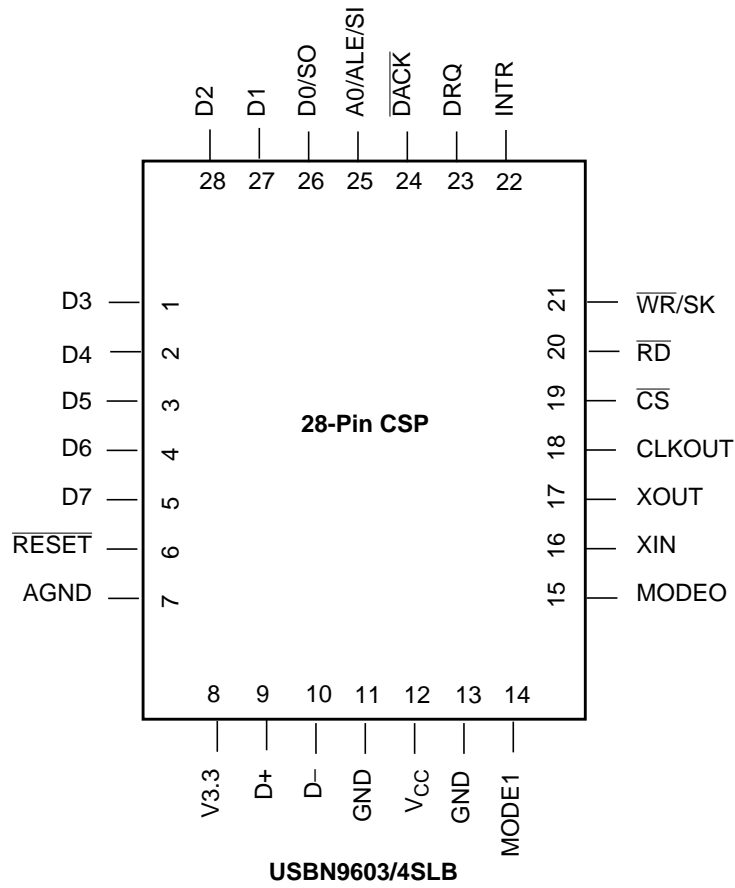 D2
D1
D0/SO
A0/ALE/SI
DACK
DRQ
INTR
28
27
26
25
24
23
22
D3
1
D4
2
D5
3
D6
4
D7
5
RESET
6
AGND
7
28-Pin CSP
21
WR/SK
20
RD
19
CS
18
CLKOUT
17
XOUT
16
XIN
15
MODEO
8
9
10
11
12
13
14
V3.3
D+
D–
GND
VCC
GND
MODE1
USBN9603/4SLB